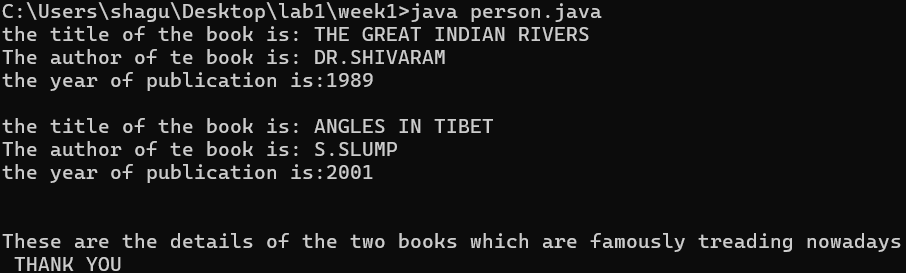 C:\Users\shagu\Desktop\lab1\week1>java person.java
the title of the book is: THE GREAT INDIAN RIVERS
The author of te book is: DR.SHIVARAM
the year of publication is:1989
the title of the book is: ANGLES IN TIBET
The author of te book is: S.SLUMP
the year of publication is:2001
These are the details of the two books which are famously treading nowadays
THANK YOU